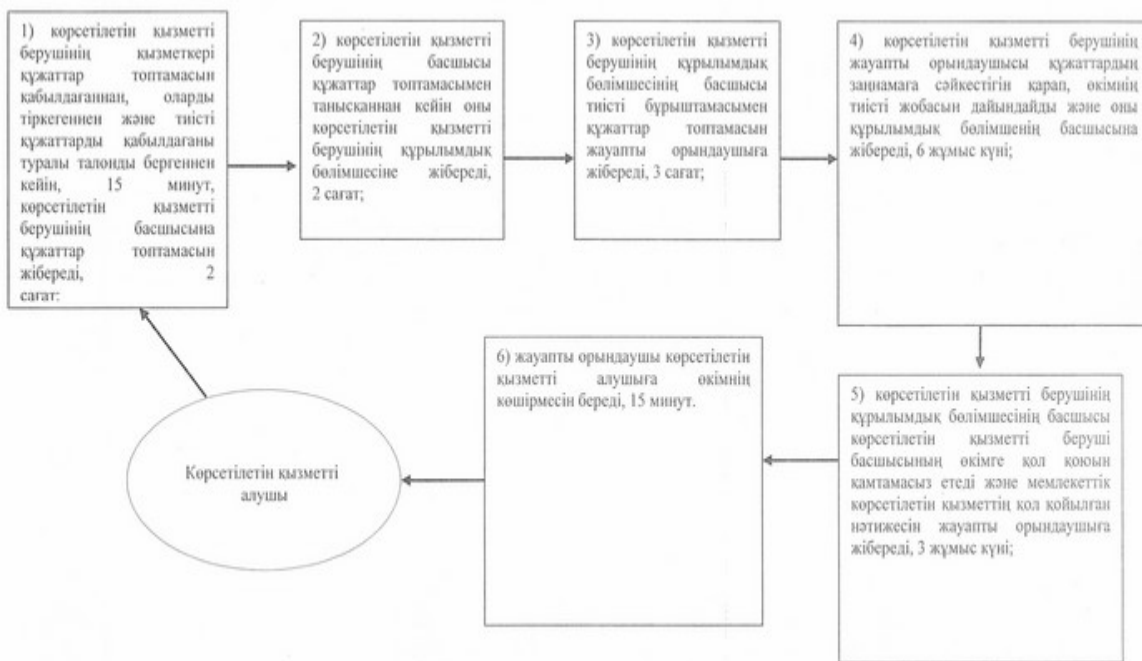 1) көрсетілетін қызметті
берушінің қызметкері
құжаттар топтамасын
қабылдағаннан, оларды
тіркегеннен және тиісті
құжаттарды қабылдағаны
туралы талонды бергеннен
кейін, 15 минут,
көрсетілетін қызметті
берушінің басшысына
құжаттар топтамасын
жібереді, 2
сағат;
2) көрсетілетін қызметті
берушінің басшысы
құжаттар топтамасымен
танысқаннан кейін оны
көрсетілетін қызметті
берушінің құрылымдық
бөлімшесіне жібереді,
2 сағат;
3) көрсетілетін қызметті
берушінің құрылымдық
бөлімшесінің басшысы
тиісті бұрыштамасымен
құжаттар топтамасын
жауапты орындаушыға
жібереді, 3 сағат;
4) көрсетілетін қызметті берушінің
жауапты орындаушысы құжаттардың
заңнамаға сәйкестігін қарап, өкімнің
тиісті жобасын дайындайды және оны
құрылымдық бөлімшенің басшысына
жібереді, 6 жұмыс күні;
5) көрсетілетін қызметті берушінің
құрылымдық бөлімшесінің басшысы
көрсетілетін қызметті беруші
басшысының өкімге қол қоюын
қамтамасыз етеді және мемлекеттік
көрсетілетін қызметтің қол қойылған
нәтижесін жауапты орындаушыға
жібереді, 3 жұмыс күні;
6) жауапты орындаушы көрсетілетін
қызметті алушыға өкімнің
көшірмесін береді, 15 минут.
Көрсетілетін қызметті
алушы